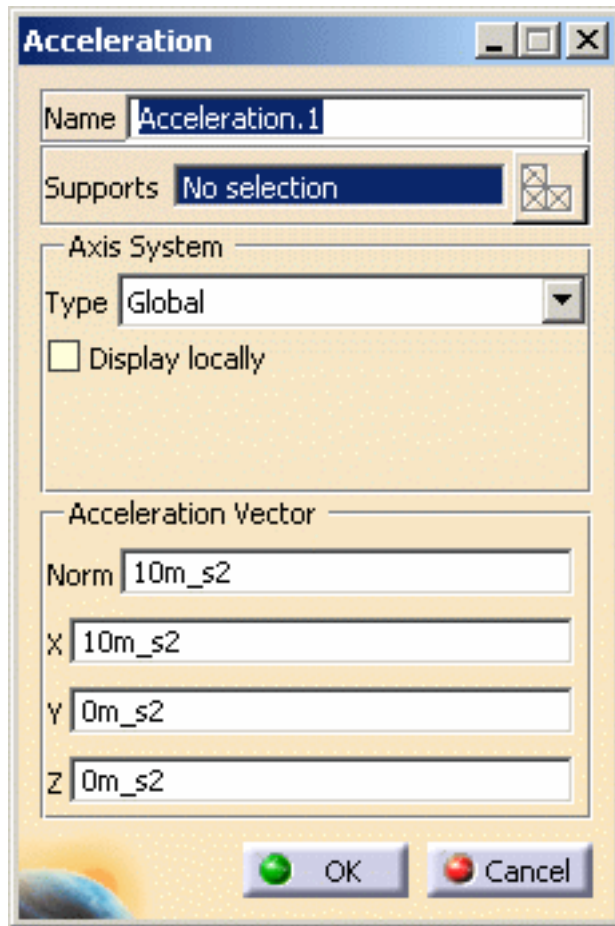 Acceleration
Name Acceleration.1
Supports No selection
Axis System
Type Global
Display locally
Acceleration Vector
Norm 10m_s2
X 10m_s2
Y 0m_s2
Z 0m_s2
OK Cancel